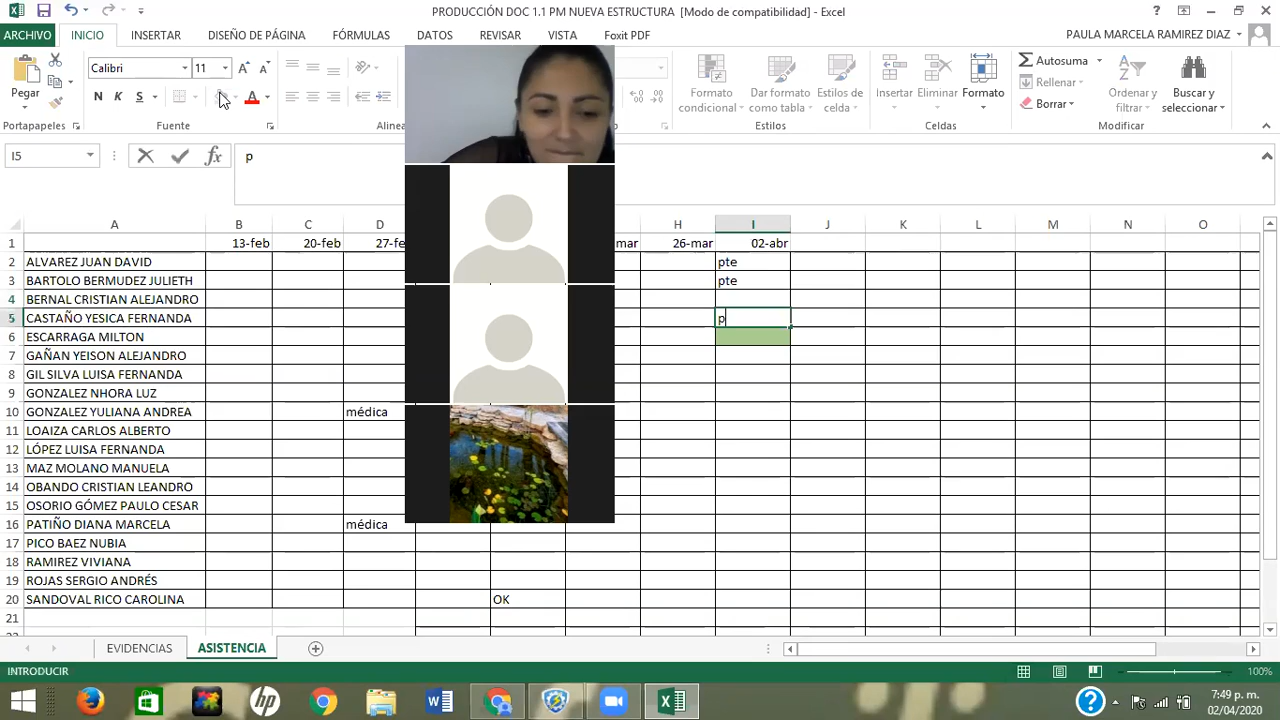 PRODUCCIÓN DOC 1.1 PM NUEVA ESTRUCTURA [Modo de compatibilidad] - Excel
ARCHIVO INICIO INSERTAR DISEÑO DE PÁGINA FÓRMULAS DATOS REVISAR VISTA Foxit PDF PAULA MARCELA RAMIREZ DIAZ
Calibri 11 Autosuma
Rellenar
Borrar
Pegar N K S A
Formato condicional Dar formato como tabla Estilos de celda Insertar Eliminar Formato Ordenar y filtrar Buscar y seleccionar
Portapapeles Fuente Alinea Estilos Celdas Modificar
I5 fx p
A B C D H I J K L M N O
1 13-feb 20-feb 27-fe mar 26-mar 02-abr
2 ALVAREZ JUAN DAVID pte
3 BARTOLO BERMUDEZ JULIETH pte
4 BERNAL CRISTIAN ALEJANDRO
5 CASTAÑO YESICA FERNANDA p
6 ESCARRAGA MILTON
7 GAÑAN YEISON ALEJANDRO
8 GIL SILVA LUISA FERNANDA
9 GONZALEZ NHORA LUZ
10 GONZALEZ YULIANA ANDREA médica
11 LOAIZA CARLOS ALBERTO
12 LÓPEZ LUISA FERNANDA
13 MAZ MOLANO MANUELA
14 OBANDO CRISTIAN LEANDRO
15 OSORIO GÓMEZ PAULO CESAR
16 PATIÑO DIANA MARCELA médica
17 PICO BAEZ NUBIA
18 RAMIREZ VIVIANA
19 ROJAS SERGIO ANDRÉS
20 SANDOVAL RICO CAROLINA OK
21
EVIDENCIAS ASISTENCIA
INTRODUCIR 100%
7:49 p. m.
02/04/2020